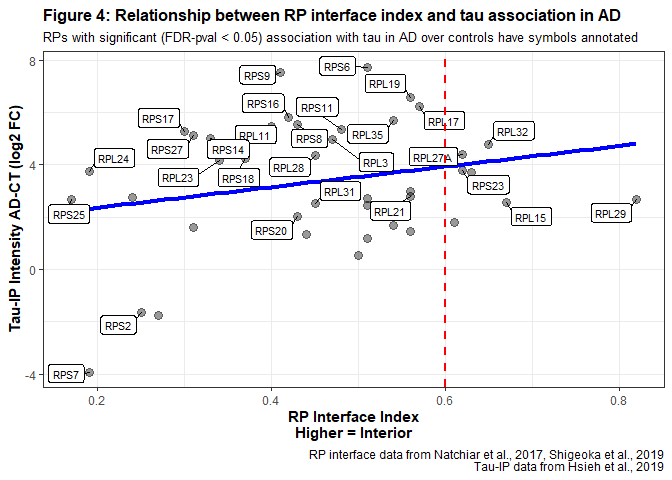 Figure 4: Relationship between RP interface index and tau association in AD
RPs with significant (FDR-pval < 0.05) association with tau in AD over controls have symbols annotated
Tau-IP Intensity AD-CT (log2 FC)
8
4
0
-4
RPS6
RPS9
RPL19
RPS16
RPS11
RPS17
RPL17
RPL11
RPL35
RPL32
RPS8
RPS27
RPS14
RPL24
RPL27A
RPL3
RPL28
RPL23
RPS18
RPS23
RPL31
RPS25
RPL21
RPL15
RPL29
RPS20
RPS2
RPS7
0.2
0.4
0.6
0.8
RP Interface Index
Higher = Interior
RP interface data from Natchiar et al., 2017, Shigeoka et al., 2019
Tau-IP data from Hsieh et al., 2019